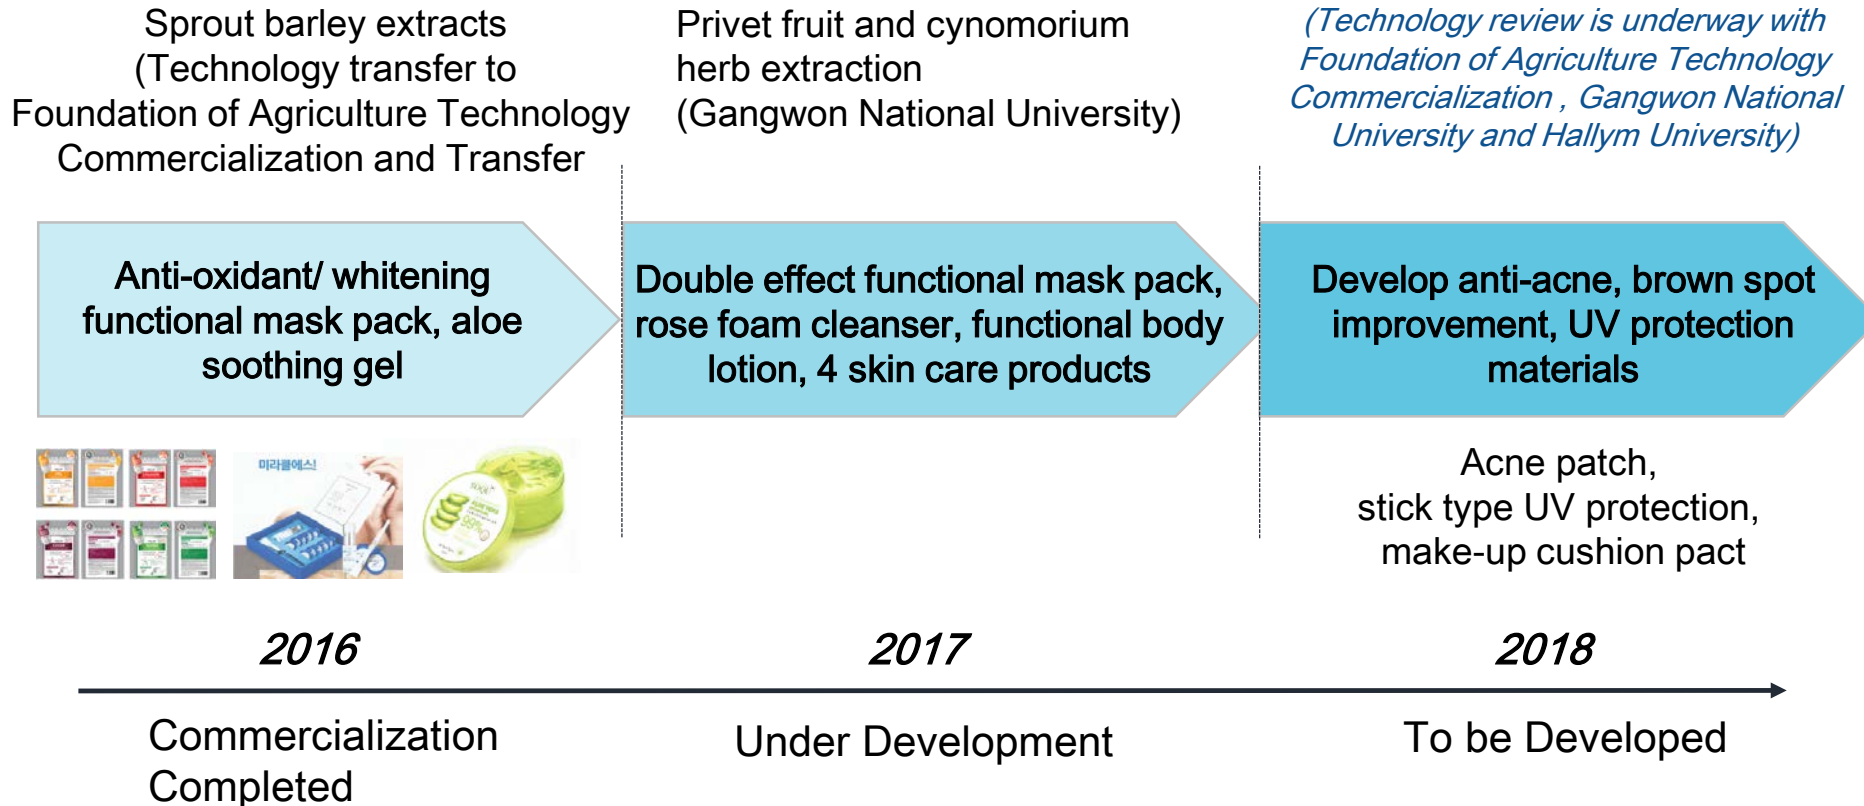 Sprout barley extracts
(Technology transfer to
Foundation of Agriculture Technology
Commercialization and Transfer
Privet fruit and cynomorium
herb extraction
(Gangwon National University)
(Technology review is underway with
Foundation of Agriculture Technology
Commercialization , Gangwon National
University and Hallym University)
Anti-oxidant/ whitening
functional mask pack, aloe
soothing gel
Double effect functional mask pack,
rose foam cleanser, functional body
lotion, 4 skin care products
Develop anti-acne, brown spot
improvement, UV protection
materials
미라클에스!
99%
Acne patch,
stick type UV protection,
make-up cushion pact
2016
2017
2018
Commercialization
Completed
Under Development
To be Developed